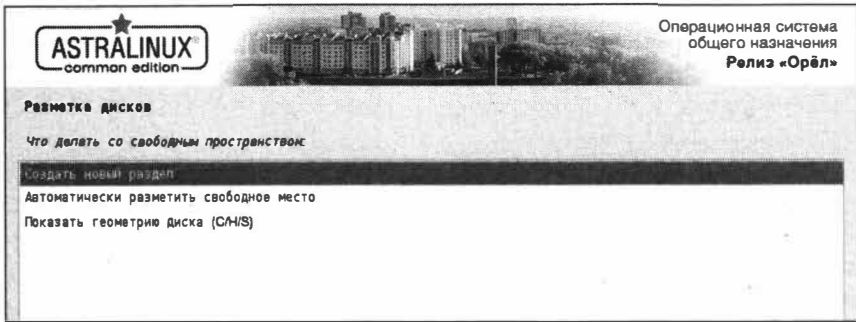 ASTRALINUX®
common edition
Операционная система
общего назначения
Релиз «Орёл»
Разметка дисков
Что делать со свободным пространством:
Создать новый раздел
Автоматически разметить свободное место
Показать геометрию диска (C/H/S)